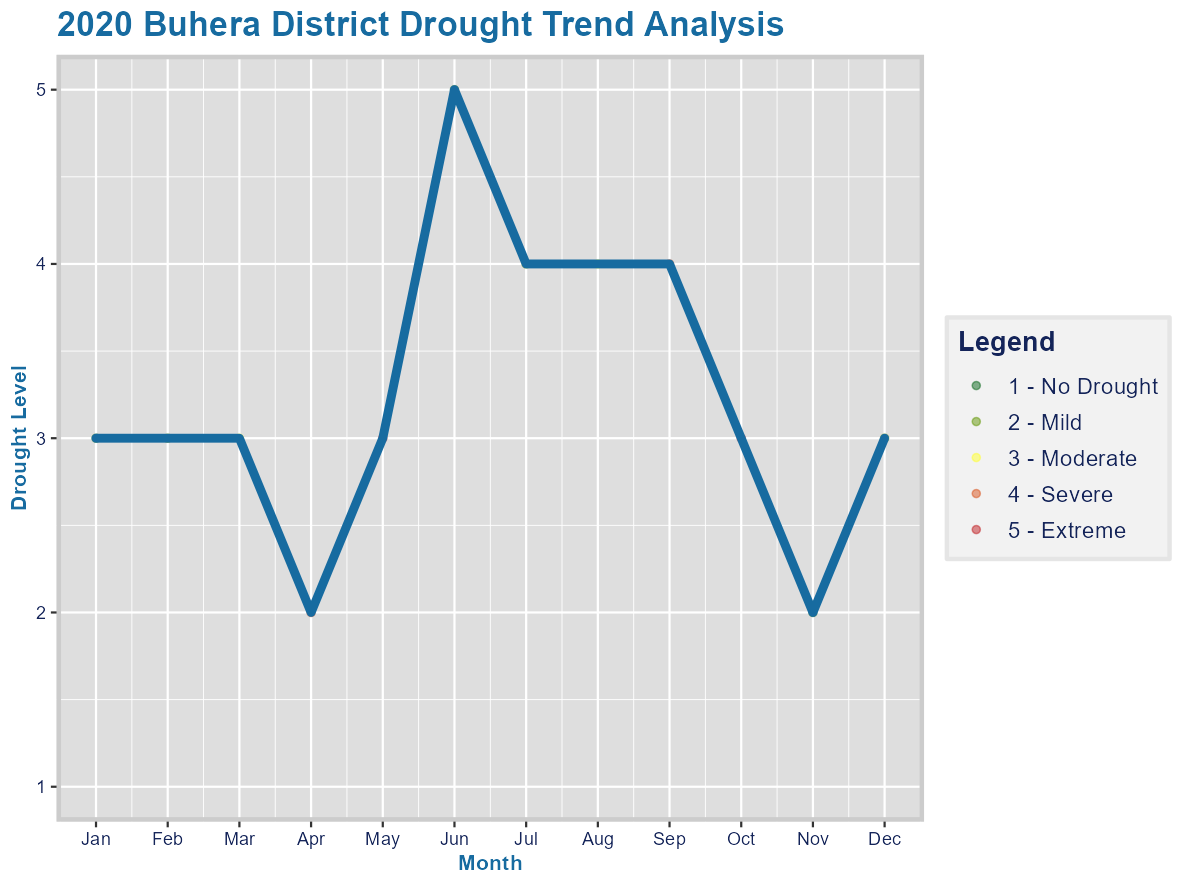 2020 Buhera District Drought Trend Analysis
Drought Level
5
4
3
2
1
Jan Feb Mar Apr May Jun Jul Aug Sep Oct Nov Dec
Month
Legend
1 - No Drought
2 - Mild
3 - Moderate
4 - Severe
5 - Extreme